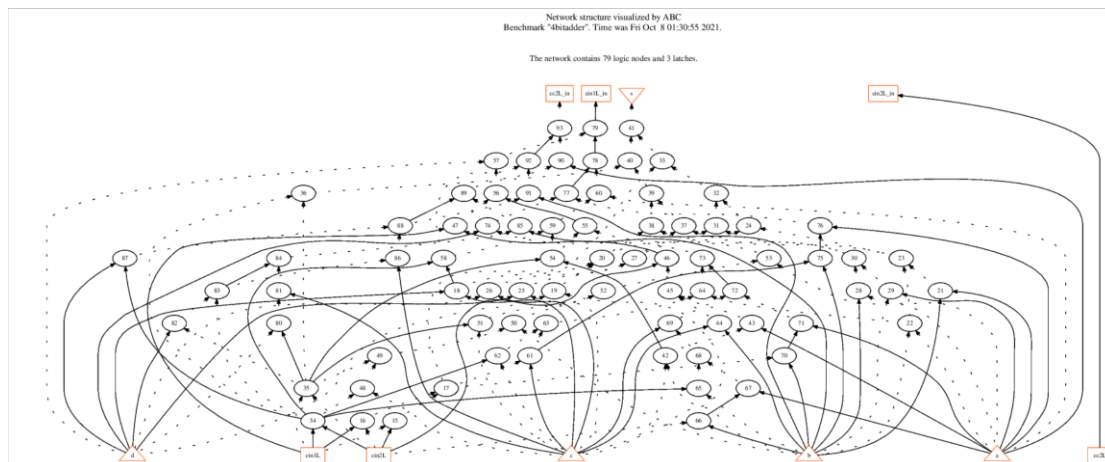 Network structure visualized by ABC
Benchmark "4bitadder". Time was Fri Oct 8 01:30:55 2021.
The network contains 79 logic nodes and 3 latches.
cc2L_in cin1L_in s cin2L_in
93 79 41
57 92 90 78 40 33
36 89 56 91 77 60 39 32
88 47 74 85 59 55 38 37 31 24 76
87 84 86 58 54 20 27 46 73 53 75 30 23
83 81 18 26 25 19 52 45 64 72 28 29 21
82 80 51 50 63 69 44 43 71 22
49 62 61 42 68 70
35 48 17 65 67
34 16 15 66
d cin1L cin2L c b a cc2L